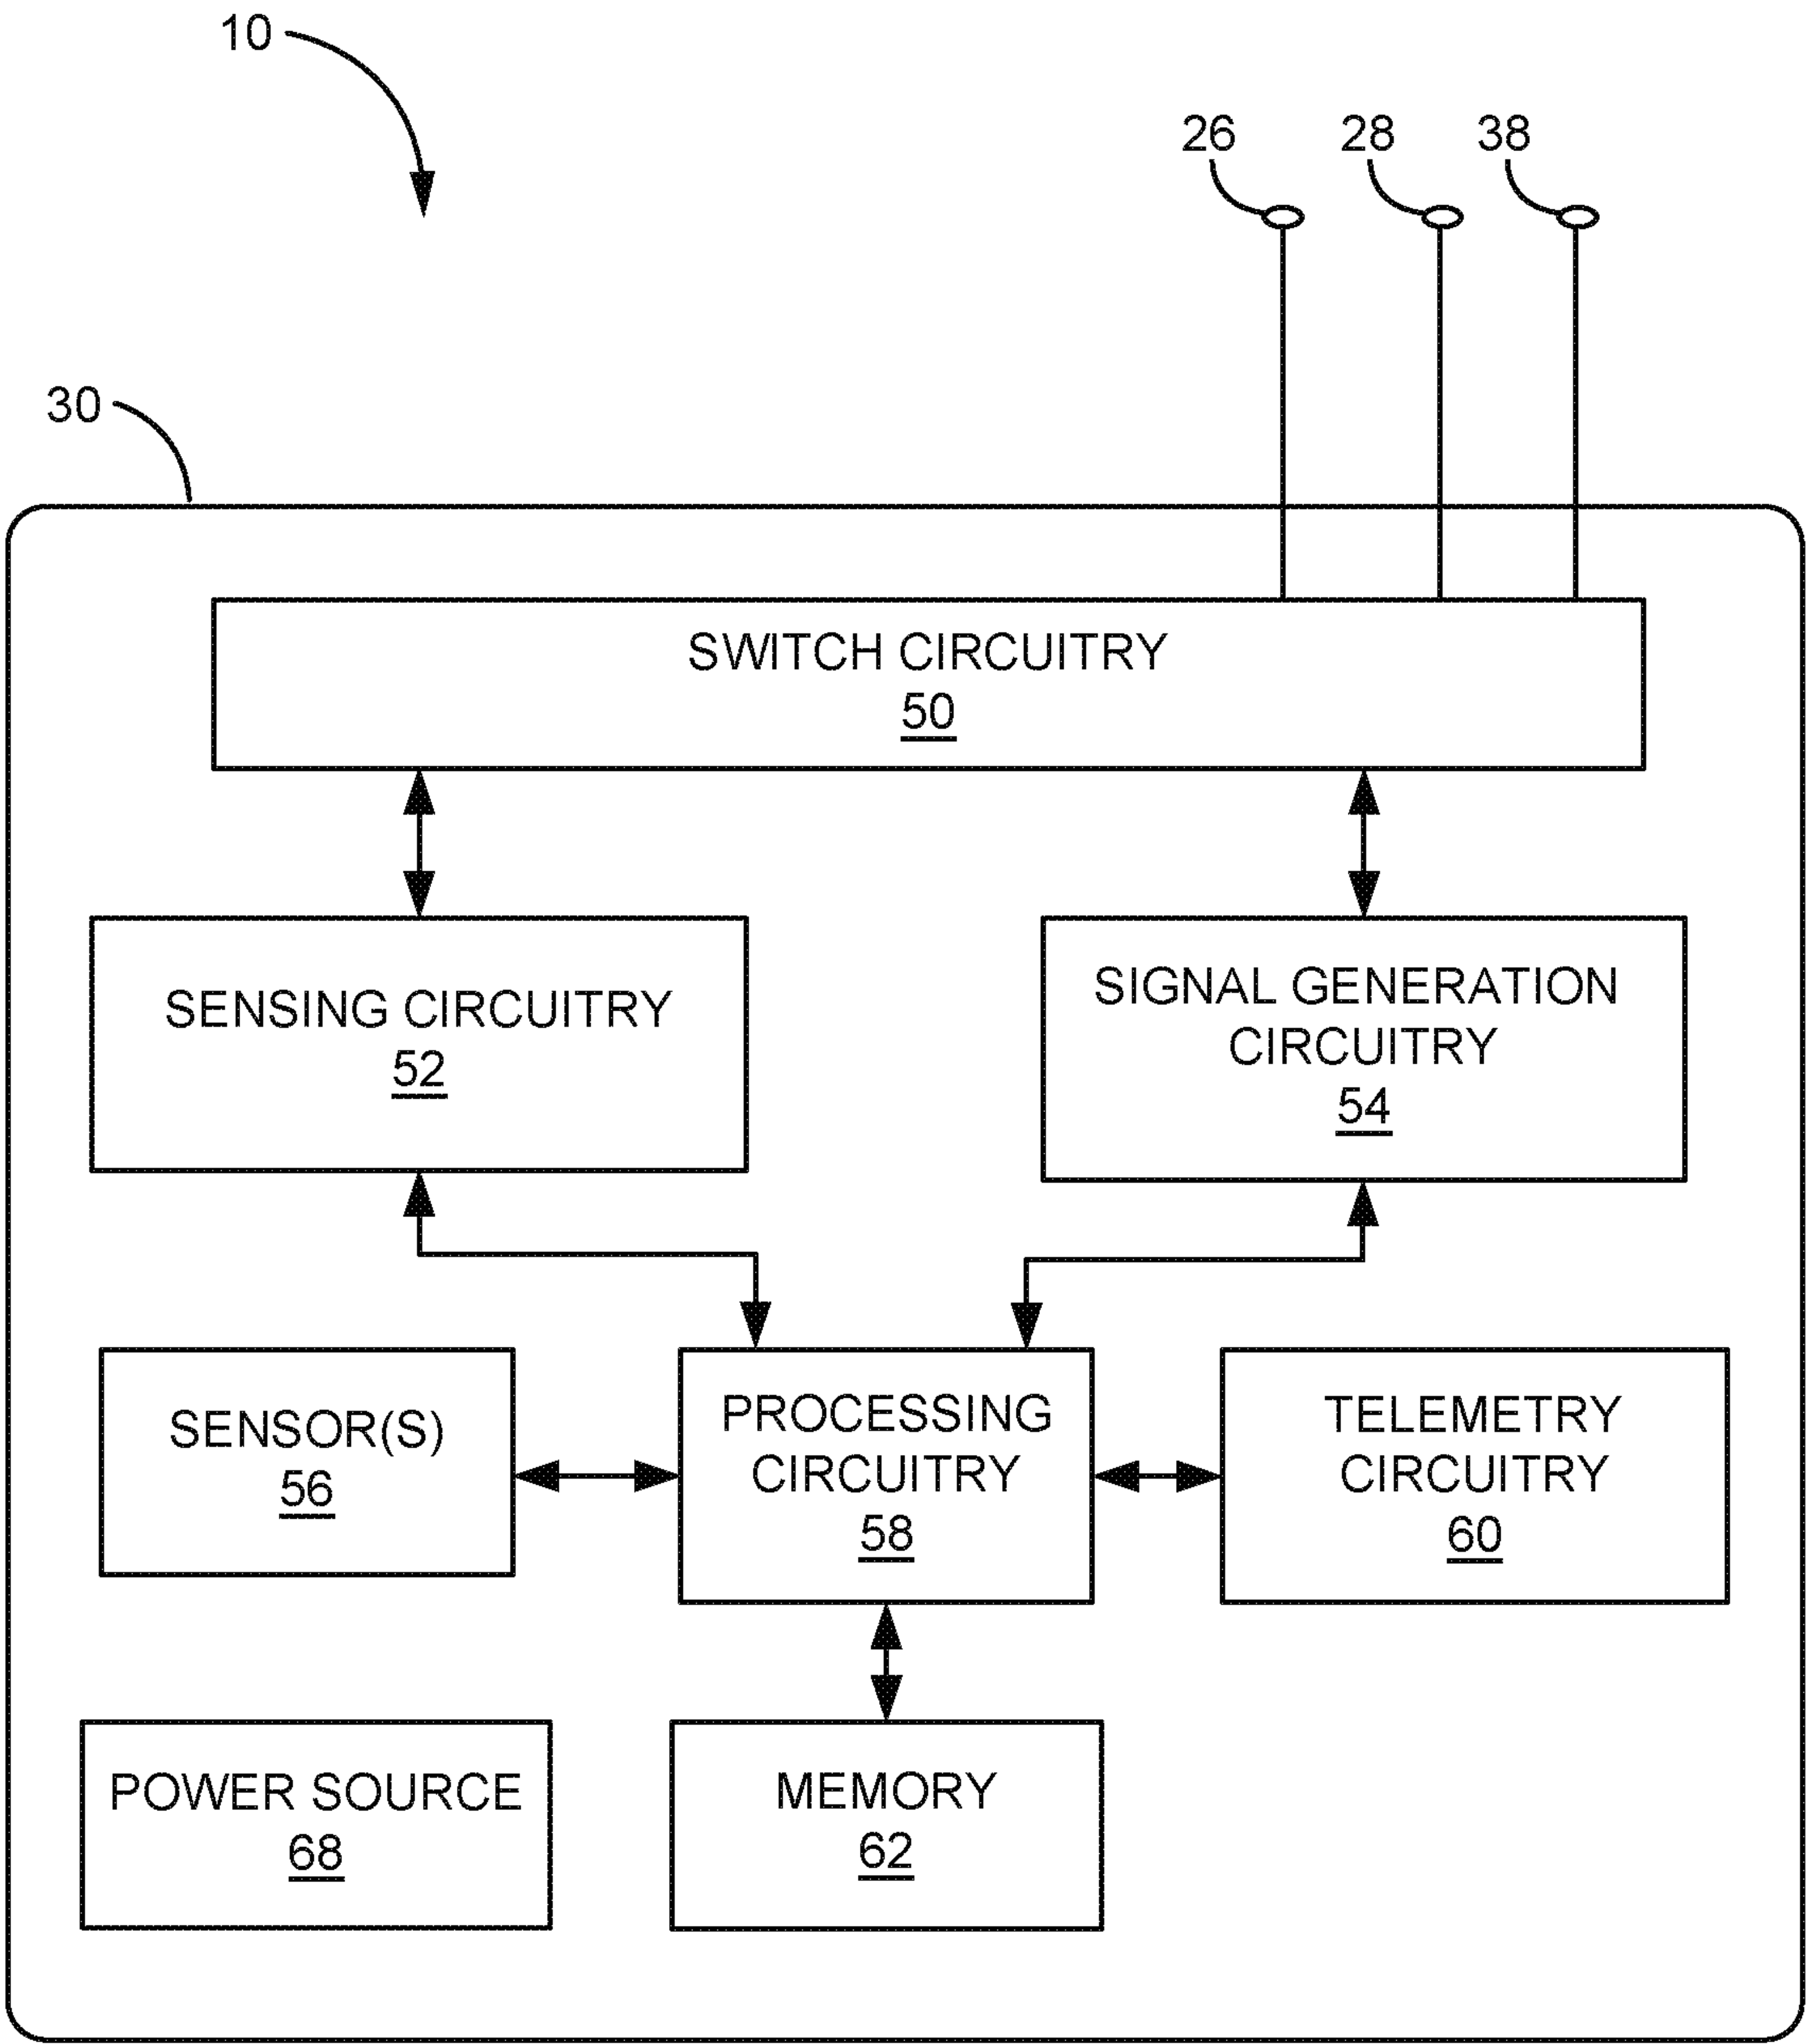 10
26
28
38
30
SWITCH CIRCUITRY
50
SENSING CIRCUITRY
52
SIGNAL GENERATION
CIRCUITRY
54
SENSOR(S)
56
PROCESSING
CIRCUITRY
58
TELEMETRY
CIRCUITRY
60
POWER SOURCE
68
MEMORY
62